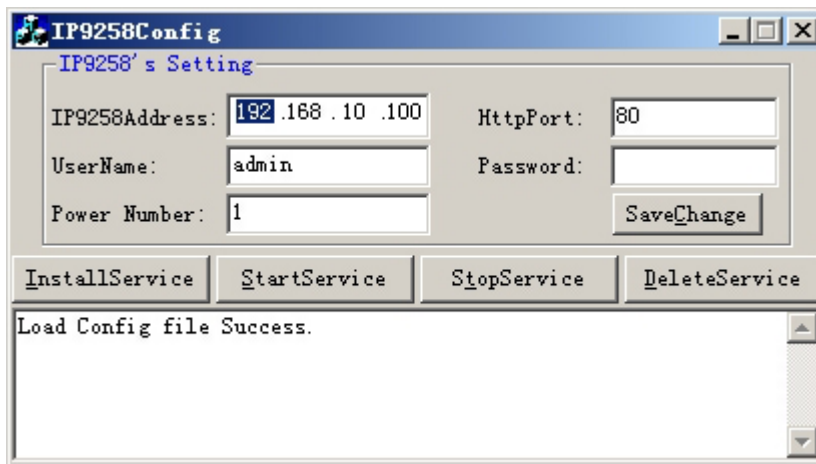 IP9258Config
IP9258's Setting
IP9258Address: 192 .168 . 10 .100 HttpPort: 80
UserName: admin Password:
Power Number: 1 SaveChange
InstallService StartService StopService DeleteService
Load Config file Success.